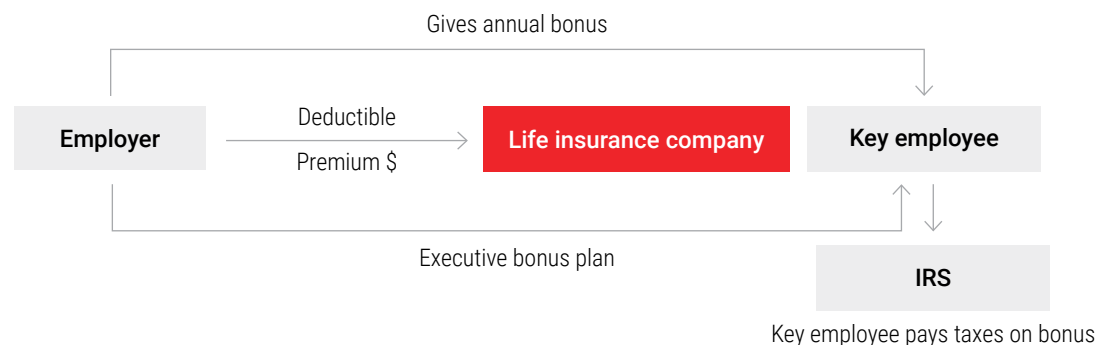 Gives annual bonus
Employer
Deductible
Premium $
Life insurance company
Key employee
Executive bonus plan
IRS
Key employee pays taxes on bonus